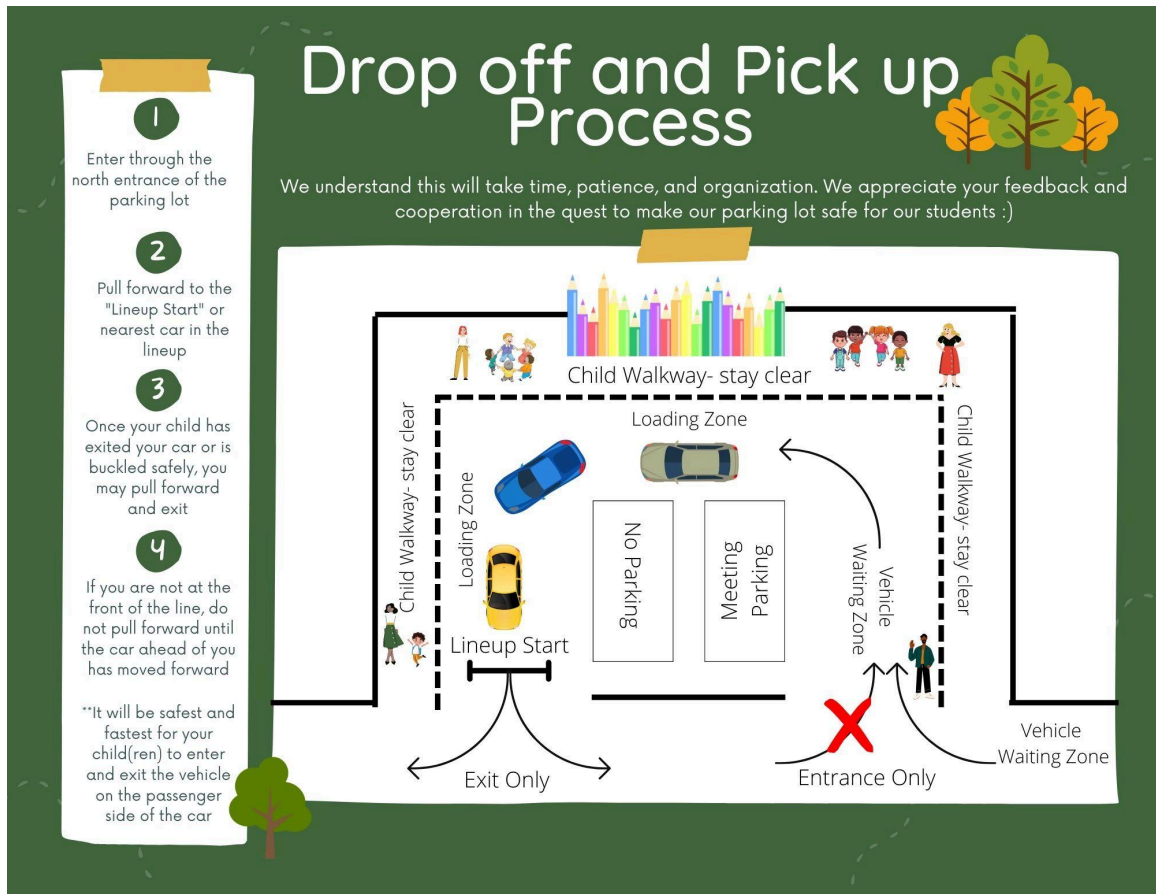 Drop off and Pick up
Process
We understand this will take time, patience, and organization. We appreciate your feedback and
cooperation in the quest to make our parking lot safe for our students :)
1
Enter through the
north entrance of the
parking lot
2
Pull forward to the
"Lineup Start" or
nearest car in the
lineup
3
Once your child has
exited your car or is
buckled safely, you
may pull forward
and exit
4
If you are not at the
front of the line, do
not pull forward until
the car ahead of you
has moved forward
**It will be safest and
fastest for your
child(ren) to enter
and exit the vehicle
on the passenger
side of the car
Child Walkway- stay clear
Loading Zone
Child Walkway- stay clear
Loading Zone
No Parking
Meeting
Parking
Vehicle
Waiting Zone
Child Walkway- stay clear
Lineup Start
Exit Only
Entrance Only
Vehicle
Waiting Zone